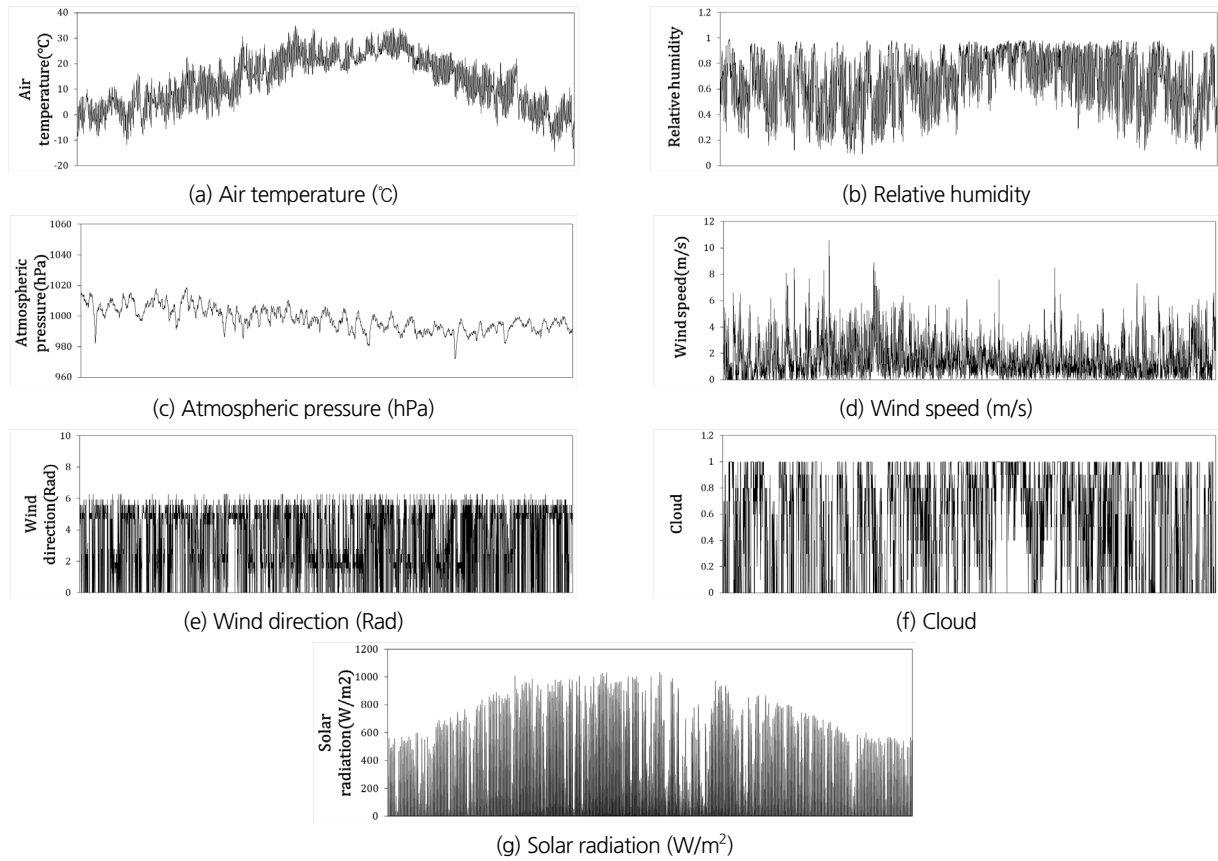 40
30
20
10
0
-10
-20
Air
temperature(℃)
(a) Air temperature (℃)
1.2
1
0.8
0.6
0.4
0.2
0
Relative humidity
(b) Relative humidity
1060
1040
1020
1000
980
960
Atmospheric
pressure(hPa)
(c) Atmospheric pressure (hPa)
12
10
8
6
4
2
0
Wind speed(m/s)
(d) Wind speed (m/s)
10
8
6
4
2
0
Wind
direction(Rad)
(e) Wind direction (Rad)
1.2
1
0.8
0.6
0.4
0.2
0
Cloud
(f) Cloud
1200
1000
800
600
400
200
0
Solar
radiation(W/m2)
(g) Solar radiation (W/m²)